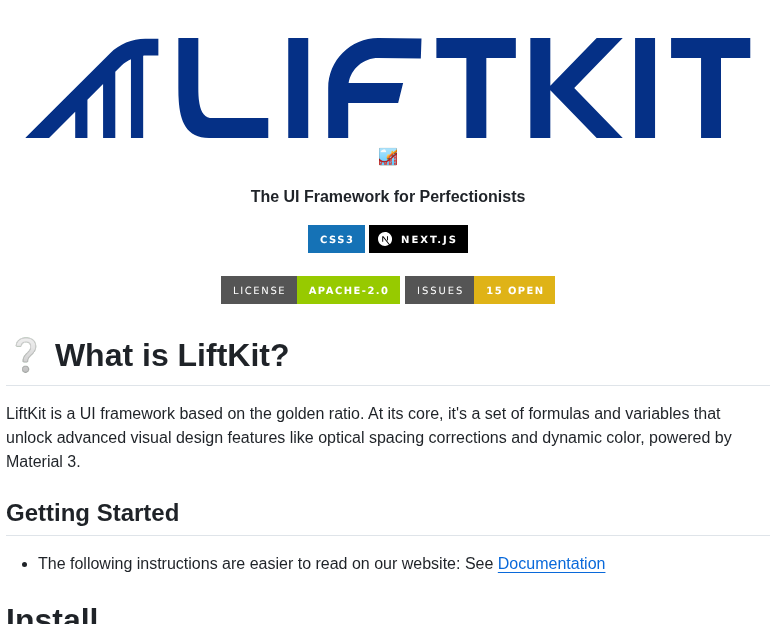 LIFTKIT
The UI Framework for Perfectionists
CSS3 NEXT.JS
LICENSE APACHE-2.0 ISSUES 15 OPEN
What is LiftKit?
LiftKit is a UI framework based on the golden ratio. At its core, it's a set of formulas and variables that
unlock advanced visual design features like optical spacing corrections and dynamic color, powered by
Material 3.
Getting Started
• The following instructions are easier to read on our website: See Documentation
Install